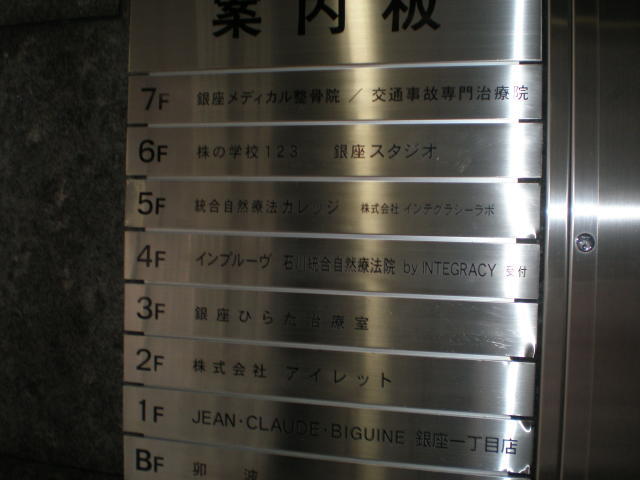 案内板
7F 銀座メディカル整骨院 / 交通事故専門治療院
6F 株の学校123 銀座スタジオ
5F 統合自然療法カレッジ 株式会社 インテグラシーラボ
4F インプルーヴ 石川統合自然療法院 by INTEGRACY 受付
3F 銀座ひらた治療室
2F 株式会社 アイレット
1F JEAN・CLAUDE・BIGUINE 銀座一丁目店
BF 卯波